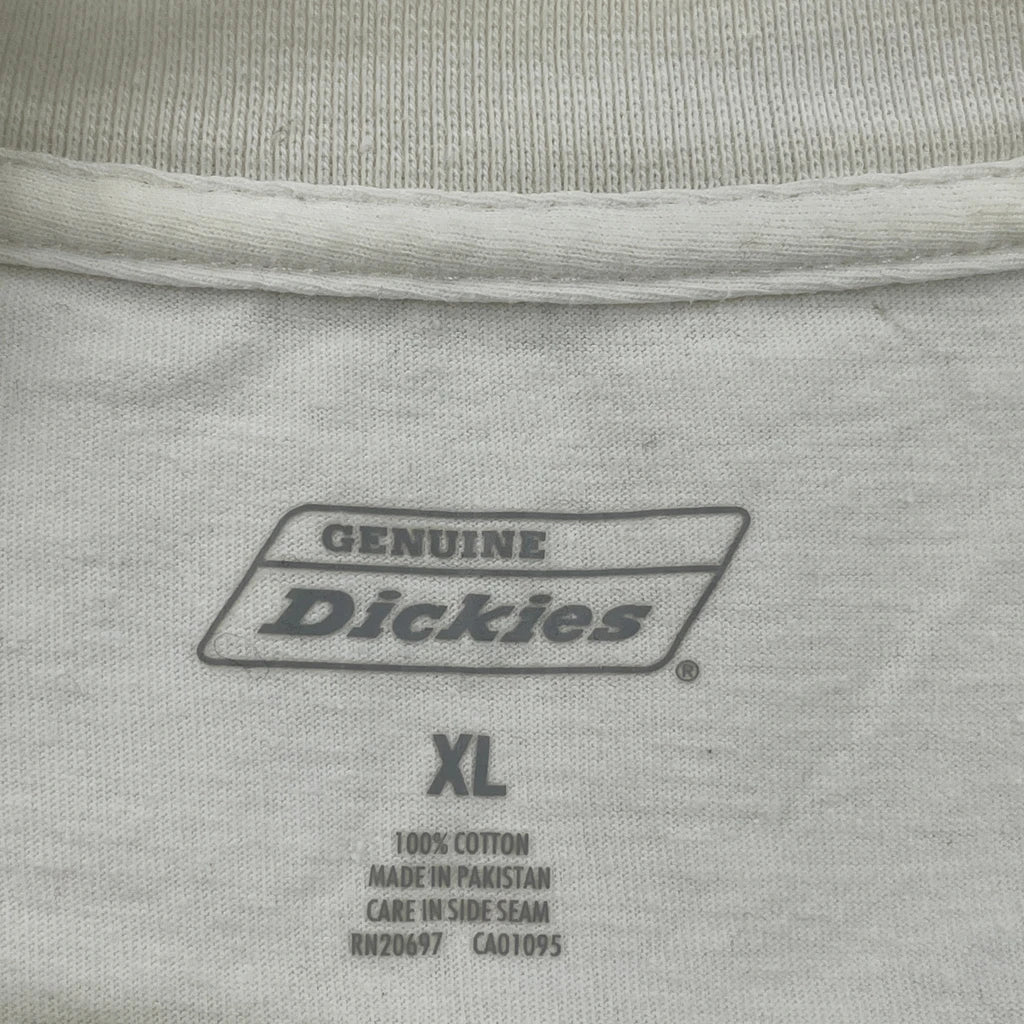 GENUINE
Dickies
®
XL
100% COTTON
MADE IN PAKISTAN
CARE IN SIDE SEAM
RN20697 CA01095